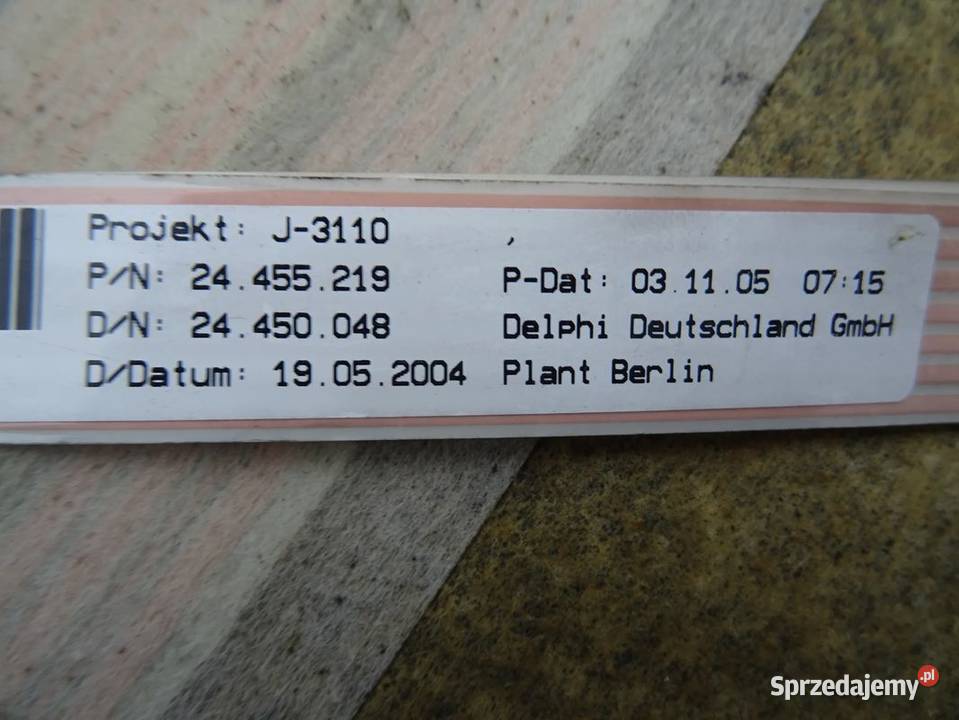 Projekt: J-3110 ,
P/N: 24.455.219 P-Dat: 03.11.05 07:15
D/N: 24.450.048 Delphi Deutschland GmbH
D/Datum: 19.05.2004 Plant Berlin
Sprzedajemy.pl